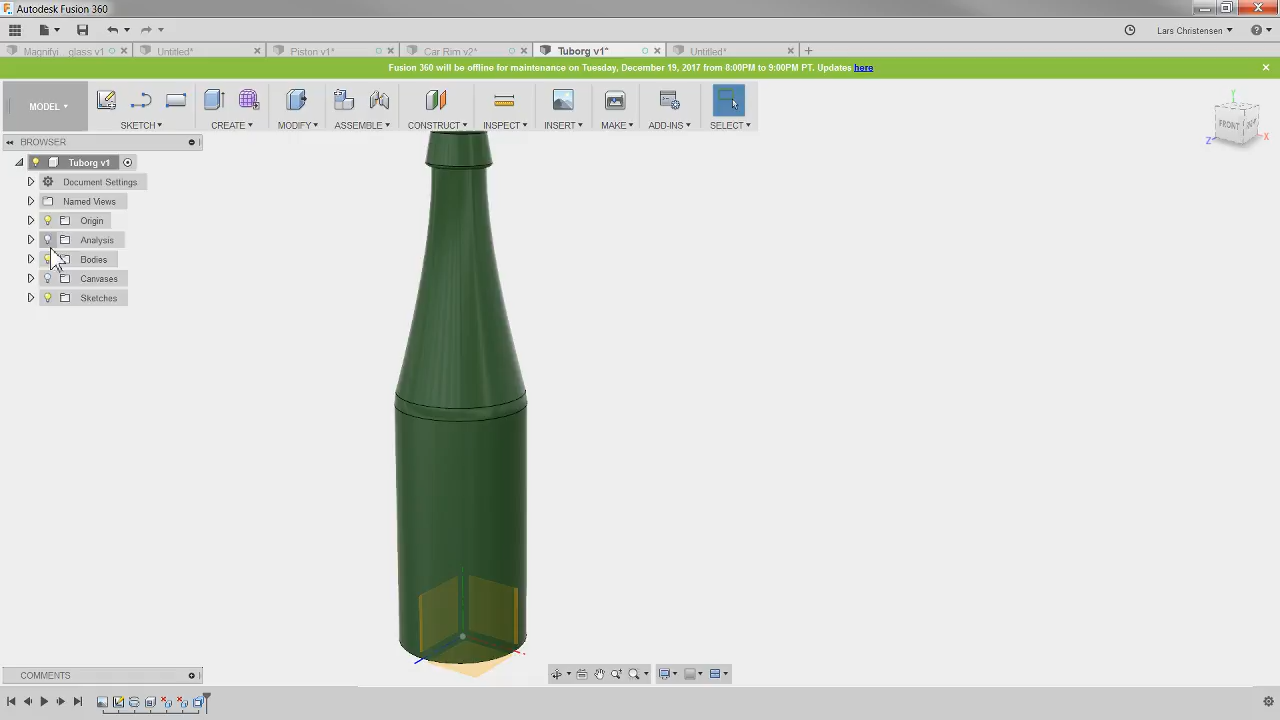 Autodesk Fusion 360
Lars Christensen
Magnifyi... glass v1
Untitled*
Piston v1*
Car Rim v2*
Tuborg v1*
Untitled*
Fusion 360 will be offline for maintenance on Tuesday, December 19, 2017 from 8:00PM to 9:00PM PT. Updates here
MODEL
SKETCH
CREATE
MODIFY
ASSEMBLE
CONSTRUCT
INSPECT
INSERT
MAKE
ADD-INS
SELECT
Y
FRONT
Z
X
BROWSER
Tuborg v1
Document Settings
Named Views
Origin
Analysis
Bodies
Canvases
Sketches
COMMENTS